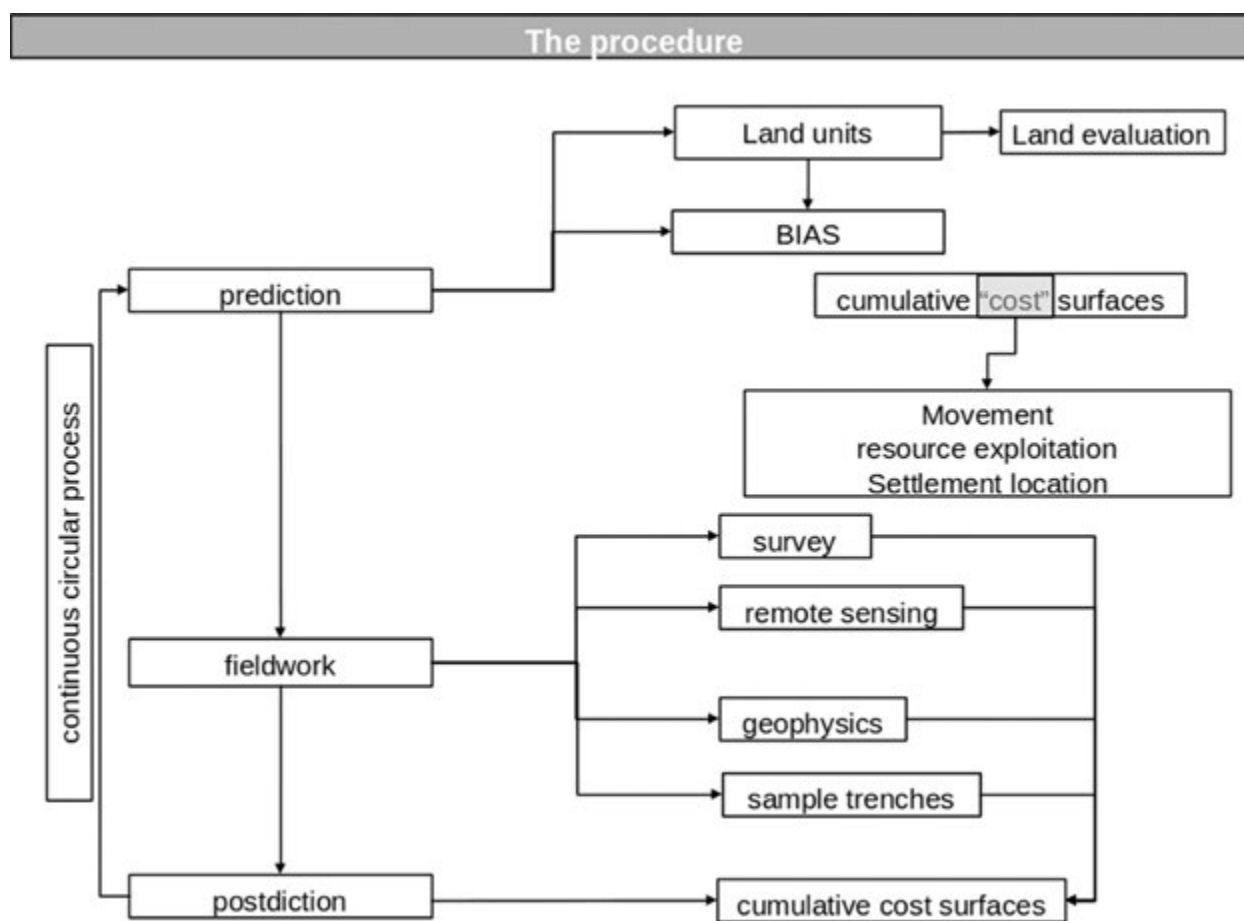 The procedure
Land units
Land evaluation
BIAS
prediction
cumulative “cost” surfaces
Movement
resource exploitation
Settlement location
continuous circular process
survey
remote sensing
fieldwork
geophysics
sample trenches
postdiction
cumulative cost surfaces